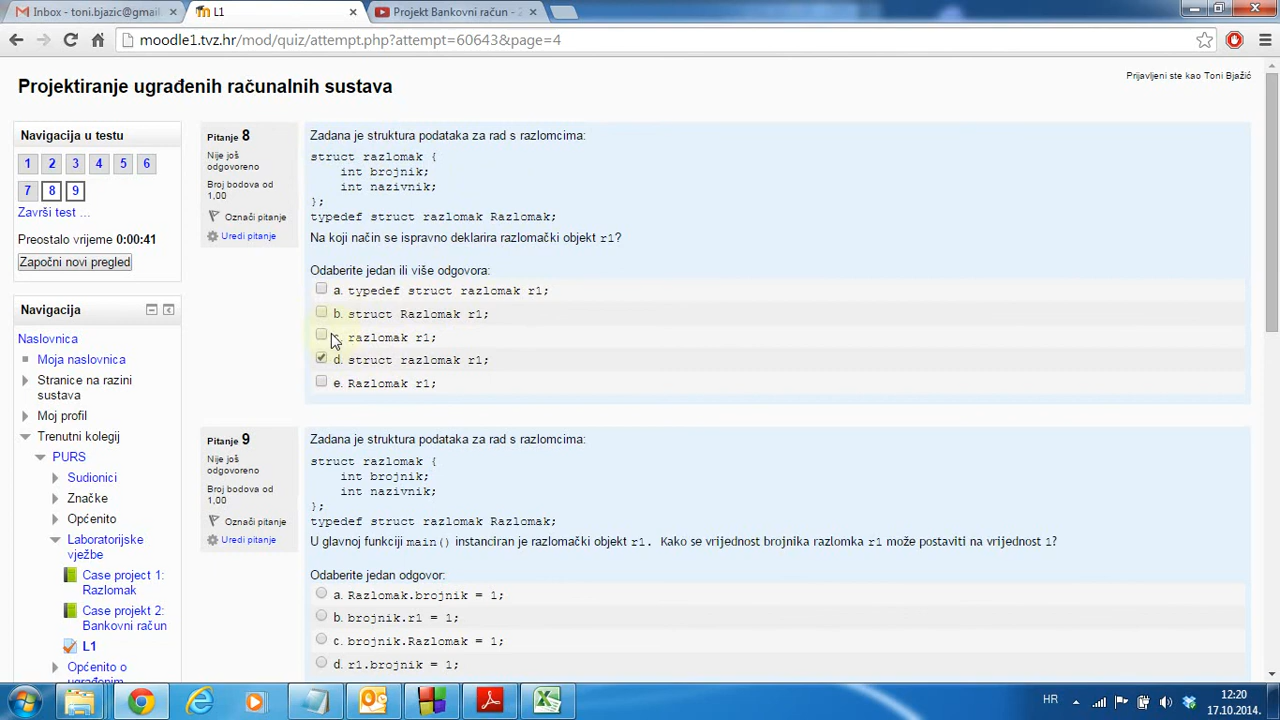 Inbox - toni.bjazic@gmail
L1
Projekt Bankovni račun - 2
moodle1.tvz.hr/mod/quiz/attempt.php?attempt=60643&page=4
Projektiranje ugrađenih računalnih sustava
Prijavljeni ste kao Toni Bjažić
Navigacija u testu
1 2 3 4 5 6
7 8 9
Završi test ...
Preostalo vrijeme 0:00:41
Započni novi pregled
Navigacija
Naslovnica
Moja naslovnica
Stranice na razini
sustava
Moj profil
Trenutni kolegij
PURS
Sudionici
Značke
Općenito
Laboratorijske
vježbe
Case project 1:
Razlomak
Case projekt 2:
Bankovni račun
L1
Općenito o
ugrađenim
Pitanje 8
Nije još
odgovoreno
Broj bodova od
1,00
Označi pitanje
Uredi pitanje
Zadana je struktura podataka za rad s razlomcima:
struct razlomak {
int brojnik;
int nazivnik;
};
typedef struct razlomak Razlomak;
Na koji način se ispravno deklarira razlomački objekt r1?
Odaberite jedan ili više odgovora:
a. typedef struct razlomak r1;
b. struct Razlomak r1;
razlomak r1;
d. struct razlomak r1;
e. Razlomak r1;
Pitanje 9
Nije još
odgovoreno
Broj bodova od
1,00
Označi pitanje
Uredi pitanje
Zadana je struktura podataka za rad s razlomcima:
struct razlomak {
int brojnik;
int nazivnik;
};
typedef struct razlomak Razlomak;
U glavnoj funkciji main() instanciran je razlomački objekt r1. Kako se vrijednost brojnika razlomka r1 može postaviti na vrijednost 1?
Odaberite jedan odgovor:
a. Razlomak.brojnik = 1;
b. brojnik.r1 = 1;
c. brojnik.Razlomak = 1;
d. r1.brojnik = 1;
HR
12:20
17.10.2014.